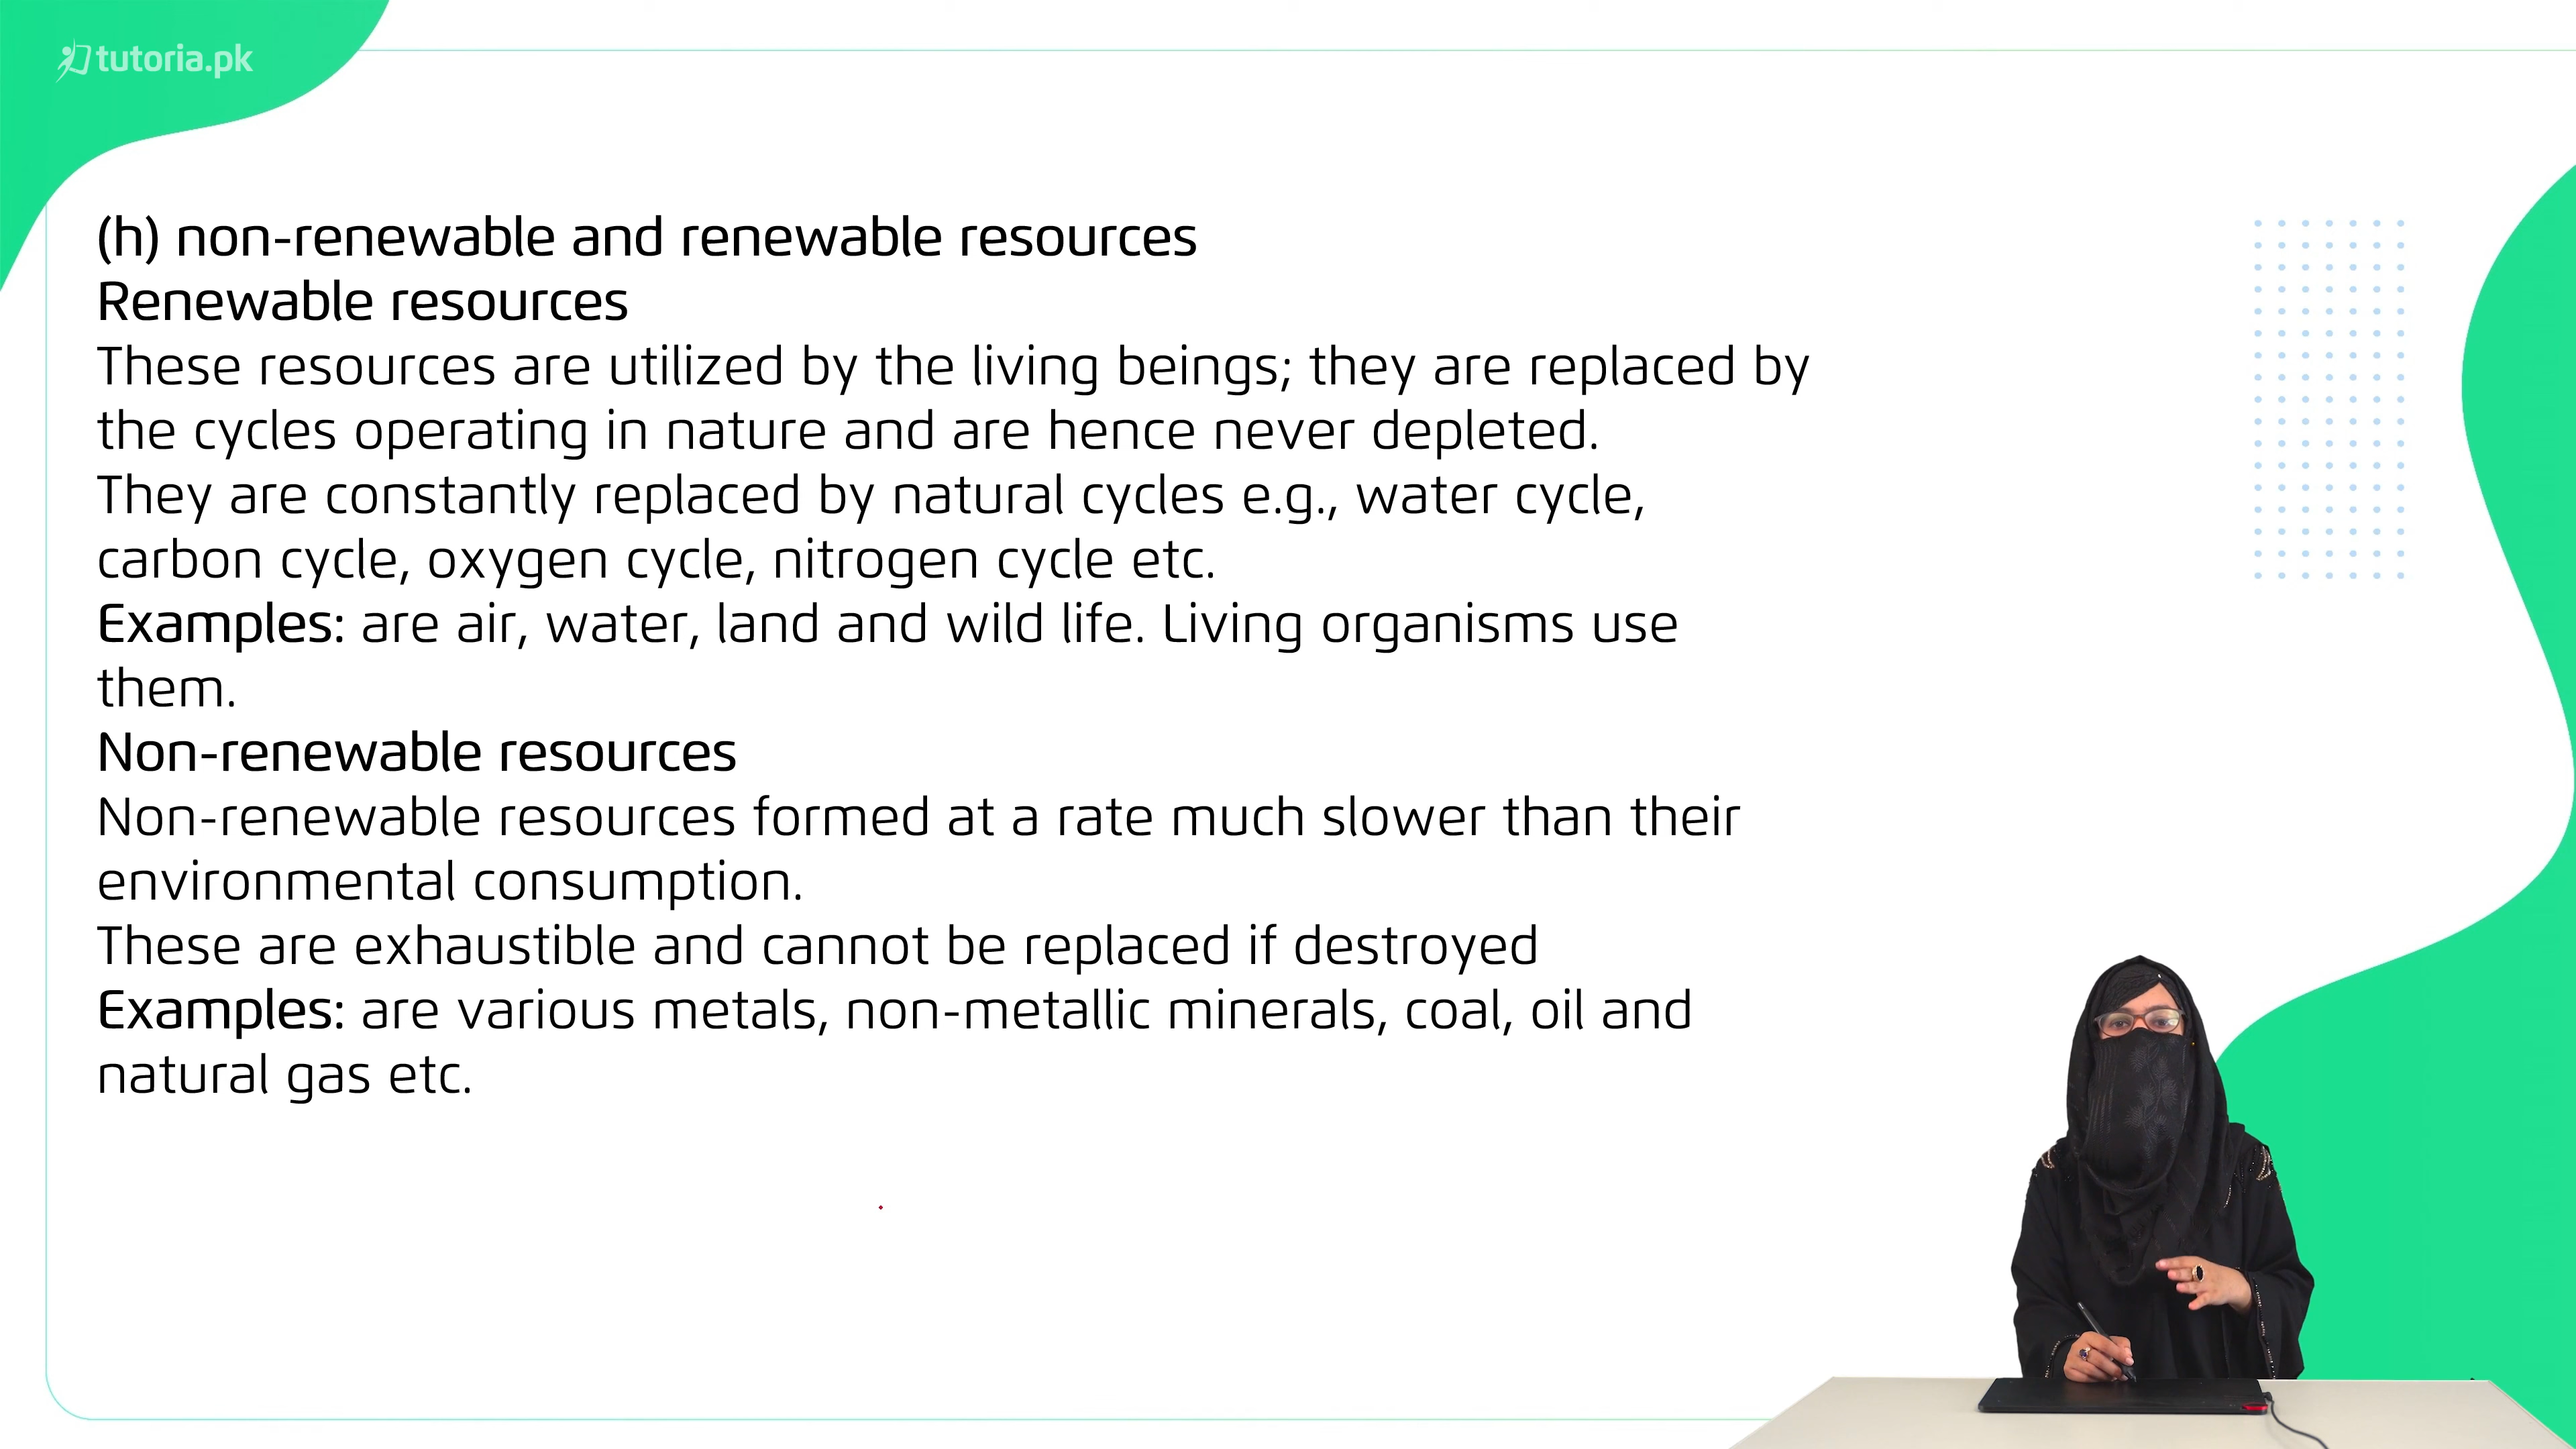 tutoria.pk
(h) non-renewable and renewable resources
Renewable resources
These resources are utilized by the living beings; they are replaced by
the cycles operating in nature and are hence never depleted.
They are constantly replaced by natural cycles e.g., water cycle,
carbon cycle, oxygen cycle, nitrogen cycle etc.
Examples: are air, water, land and wild life. Living organisms use
them.
Non-renewable resources
Non-renewable resources formed at a rate much slower than their
environmental consumption.
These are exhaustible and cannot be replaced if destroyed
Examples: are various metals, non-metallic minerals, coal, oil and
natural gas etc.